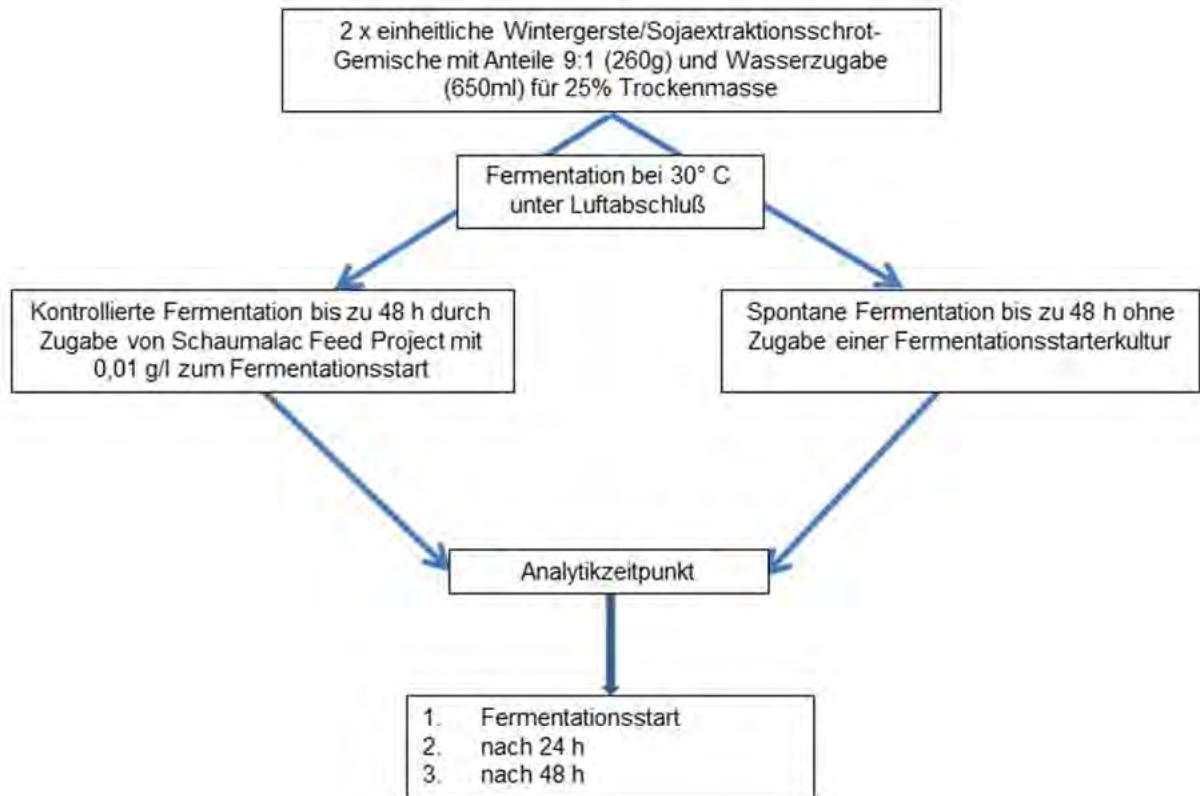 2 x einheitliche Wintergerste/Sojaextraktionsschrot-
Gemische mit Anteile 9:1 (260g) und Wasserzugabe
(650ml) für 25% Trockenmasse
Fermentation bei 30° C
unter Luftabschluß
Kontrollierte Fermentation bis zu 48 h durch
Zugabe von Schaumalac Feed Project mit
0,01 g/l zum Fermentationsstart
Spontane Fermentation bis zu 48 h ohne
Zugabe einer Fermentationsstarterkultur
Analytikzeitpunkt
1. Fermentationsstart
2. nach 24 h
3. nach 48 h